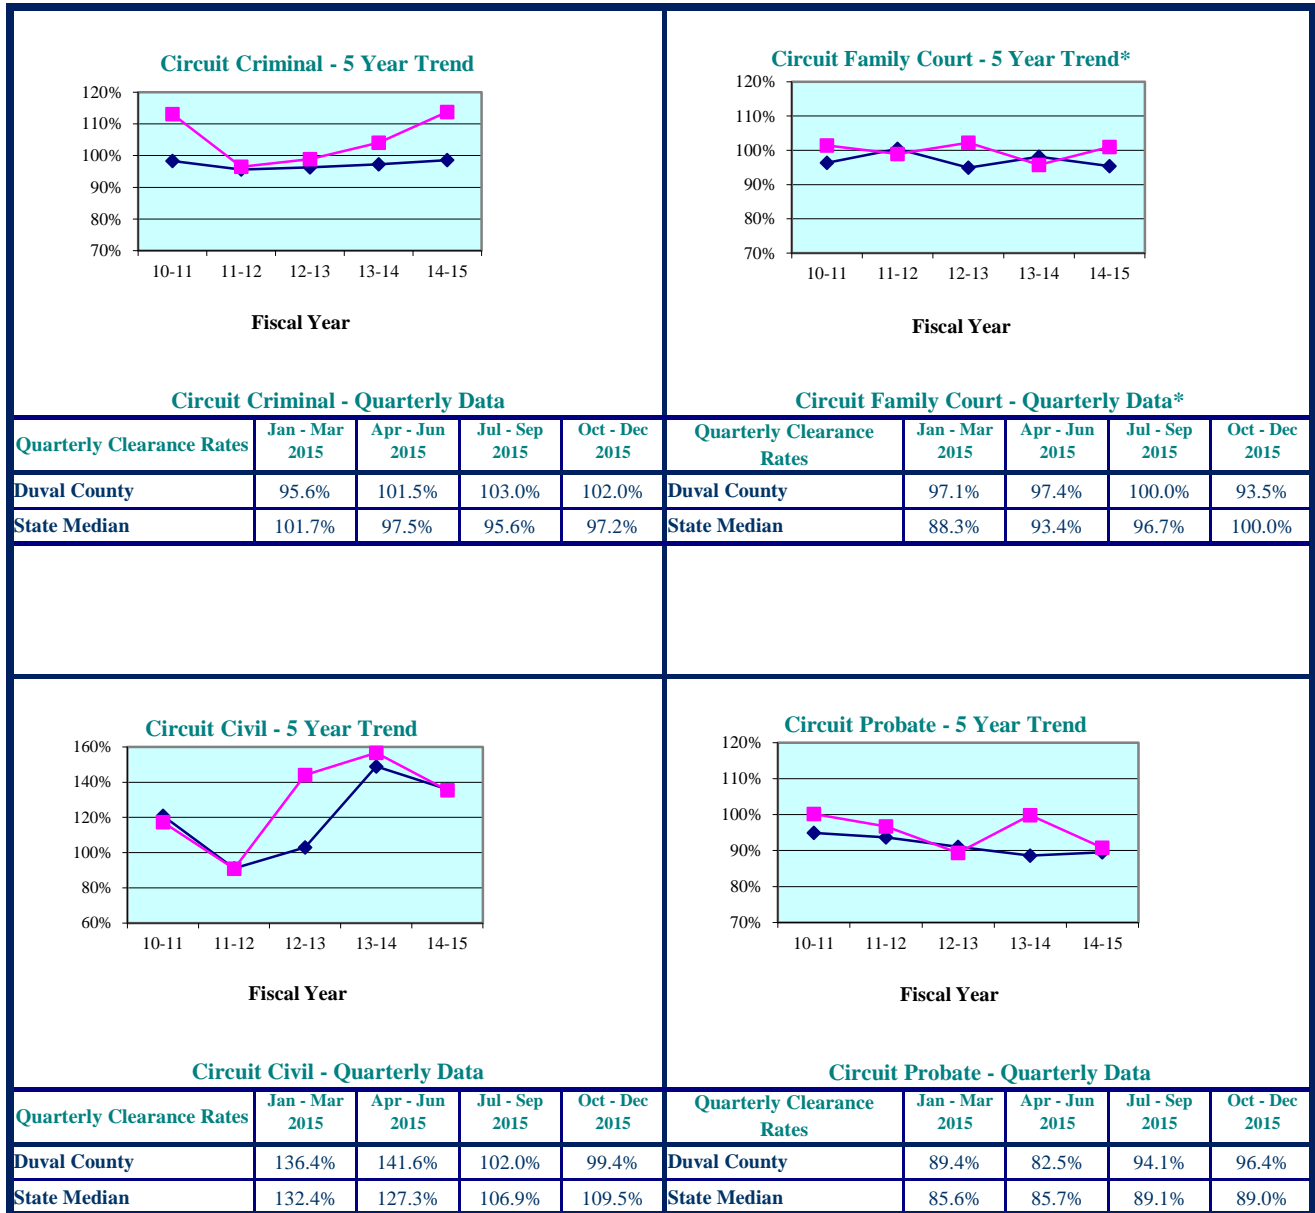 Circuit Criminal - 5 Year Trend
120%
110%
100%
90%
80%
70%
10-11 11-12 12-13 13-14 14-15
Fiscal Year
Circuit Criminal - Quarterly Data
Quarterly Clearance Rates Jan - Mar 2015 Apr - Jun 2015 Jul - Sep 2015 Oct - Dec 2015
Duval County 95.6% 101.5% 103.0% 102.0%
State Median 101.7% 97.5% 95.6% 97.2%
Circuit Family Court - 5 Year Trend*
120%
110%
100%
90%
80%
70%
10-11 11-12 12-13 13-14 14-15
Fiscal Year
Circuit Family Court - Quarterly Data*
Quarterly Clearance Rates Jan - Mar 2015 Apr - Jun 2015 Jul - Sep 2015 Oct - Dec 2015
Duval County 97.1% 97.4% 100.0% 93.5%
State Median 88.3% 93.4% 96.7% 100.0%
Circuit Civil - 5 Year Trend
160%
140%
120%
100%
80%
60%
10-11 11-12 12-13 13-14 14-15
Fiscal Year
Circuit Civil - Quarterly Data
Quarterly Clearance Rates Jan - Mar 2015 Apr - Jun 2015 Jul - Sep 2015 Oct - Dec 2015
Duval County 136.4% 141.6% 102.0% 99.4%
State Median 132.4% 127.3% 106.9% 109.5%
Circuit Probate - 5 Year Trend
120%
110%
100%
90%
80%
70%
10-11 11-12 12-13 13-14 14-15
Fiscal Year
Circuit Probate - Quarterly Data
Quarterly Clearance Rates Jan - Mar 2015 Apr - Jun 2015 Jul - Sep 2015 Oct - Dec 2015
Duval County 89.4% 82.5% 94.1% 96.4%
State Median 85.6% 85.7% 89.1% 89.0%